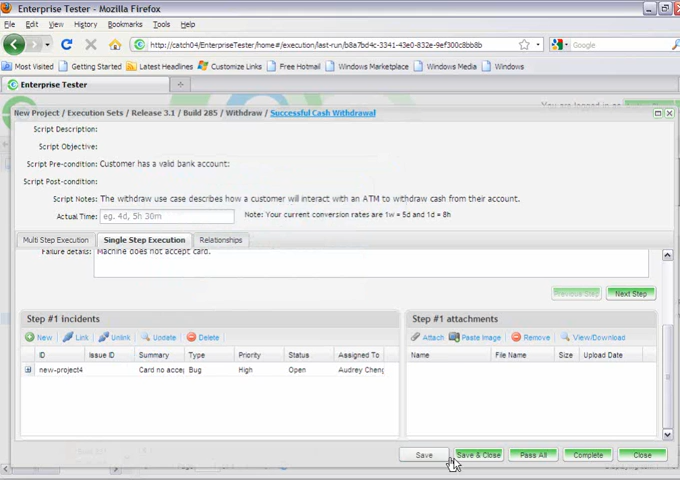 Enterprise Tester - Mozilla Firefox
File Edit View History Bookmarks Tools Help
http://catch04/EnterpriseTester/home#/execution/last-run/b8a7bd4c-3341-43e0-832e-9ef300c8bb8b
Google
Most Visited Getting Started Latest Headlines Customize Links Free Hotmail Windows Marketplace Windows Media Windows
Enterprise Tester
New Project / Execution Sets / Release 3.1 / Build 285 / Withdraw / Successful Cash Withdrawal
Script Description:
Script Objective:
Script Pre-condition: Customer has a valid bank account:
Script Post-condition:
Script Notes: The withdraw use case describes how a customer will interact with an ATM to withdraw cash from their account.
Actual Time: eg. 4d, 5h 30m Note: Your current conversion rates are 1w = 5d and 1d = 8h
Multi Step Execution Single Step Execution Relationships
Failure details: Machine does not accept card.
Previous Step Next Step
Step #1 incidents Step #1 attachments
New Link Unlink Update Delete Attach Paste Image Remove View/Download
ID Issue ID Summary Type Priority Status Assigned To Name File Name Size Upload Date
new-project4 Card no accep Bug High Open Audrey Cheng
Save Save & Close Pass All Complete Close